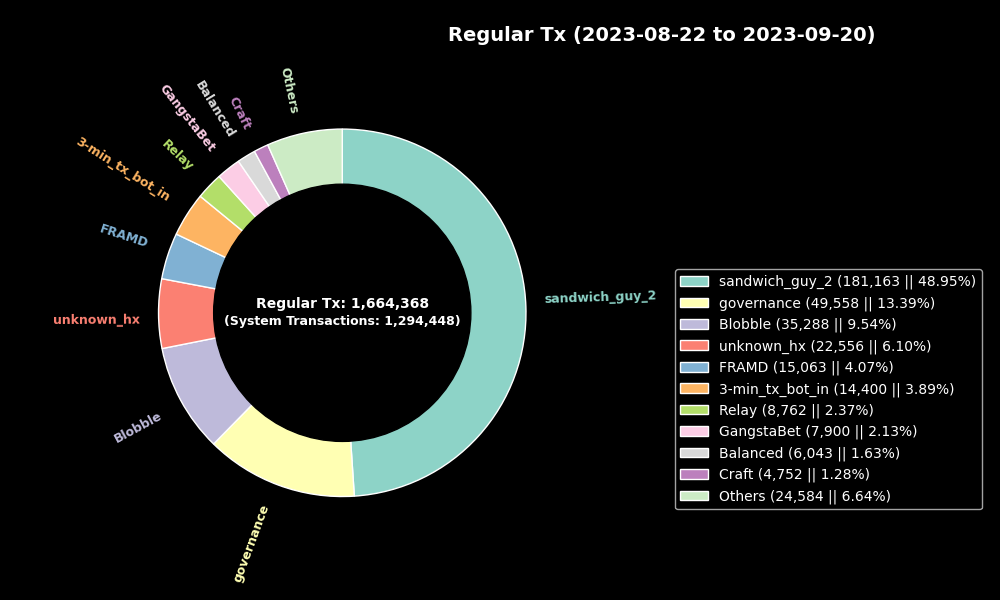 Regular Tx (2023-08-22 to 2023-09-20)
Others
Craft
Balanced
GangstaBet
Relay
3-min_tx_bot_in
FRAMD
unknown_hx
Blobble
governance
sandwich_guy_2
Regular Tx: 1,664,368
(System Transactions: 1,294,448)
sandwich_guy_2 (181,163 || 48.95%)
governance (49,558 || 13.39%)
Blobble (35,288 || 9.54%)
unknown_hx (22,556 || 6.10%)
FRAMD (15,063 || 4.07%)
3-min_tx_bot_in (14,400 || 3.89%)
Relay (8,762 || 2.37%)
GangstaBet (7,900 || 2.13%)
Balanced (6,043 || 1.63%)
Craft (4,752 || 1.28%)
Others (24,584 || 6.64%)